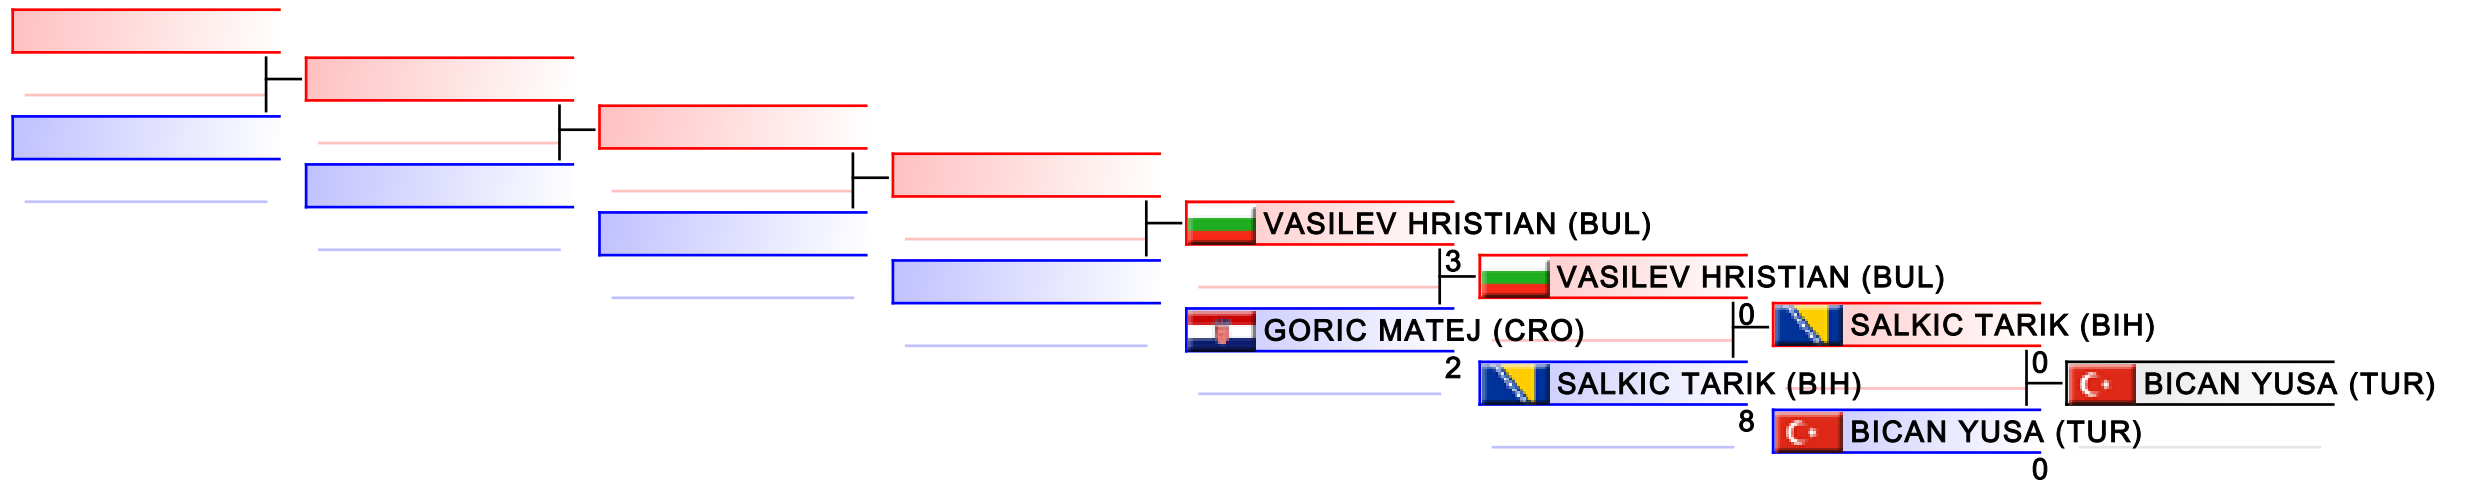 VASILEV HRISTIAN (BUL)
3
GORIC MATEJ (CRO)
2
VASILEV HRISTIAN (BUL)
0
SALKIC TARIK (BIH)
8
SALKIC TARIK (BIH)
0
BICAN YUSA (TUR)
0
BICAN YUSA (TUR)